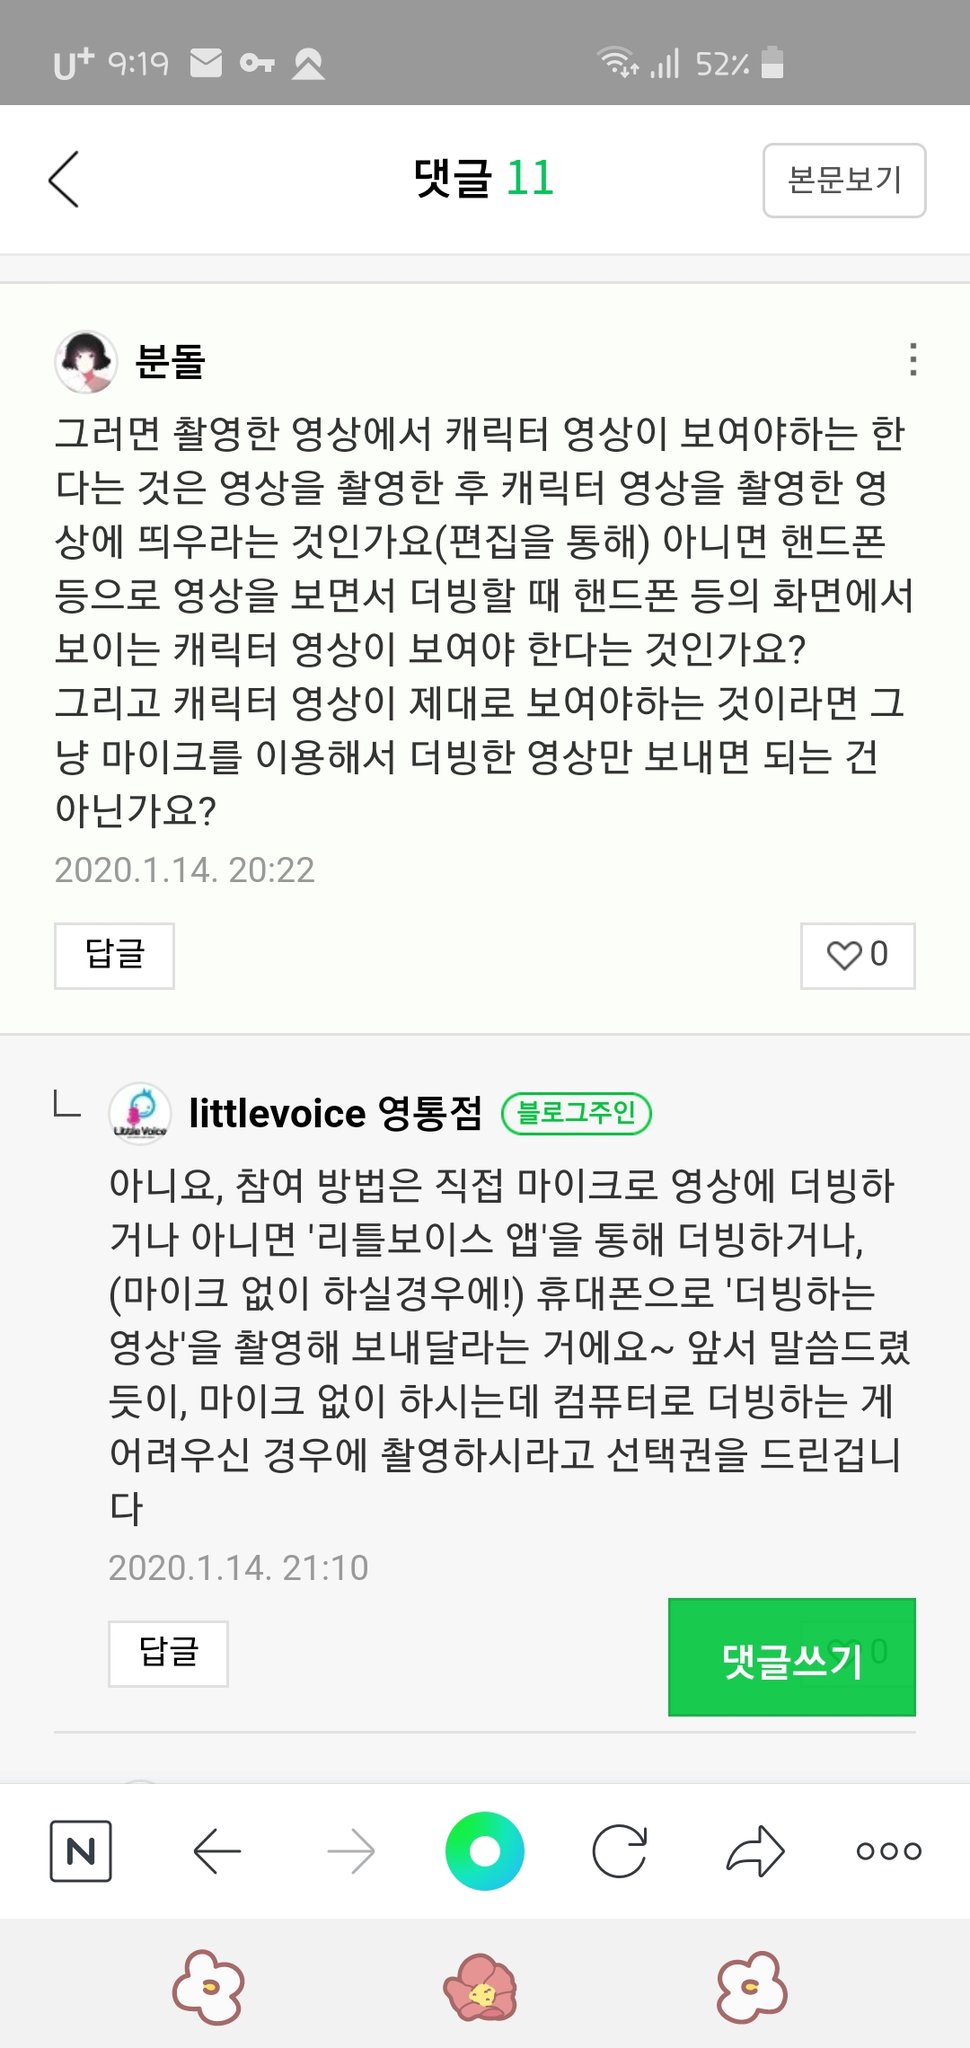 U+ 9:19 52%
댓글 11
본문보기
분돌
그러면 촬영한 영상에서 캐릭터 영상이 보여야하는 한
다는 것은 영상을 촬영한 후 캐릭터 영상을 촬영한 영
상에 띄우라는 것인가요(편집을 통해) 아니면 핸드폰
등으로 영상을 보면서 더빙할 때 핸드폰 등의 화면에서
보이는 캐릭터 영상이 보여야 한다는 것인가요?
그리고 캐릭터 영상이 제대로 보여야하는 것이라면 그
냥 마이크를 이용해서 더빙한 영상만 보내면 되는 건
아닌가요?
2020.1.14. 20:22
답글
0
Little Voice
littlevoice 영통점 블로그주인
아니요, 참여 방법은 직접 마이크로 영상에 더빙하
거나 아니면 '리틀보이스 앱'을 통해 더빙하거나,
(마이크 없이 하실경우에!) 휴대폰으로 '더빙하는
영상'을 촬영해 보내달라는 거에요~ 앞서 말씀드렸
듯이, 마이크 없이 하시는데 컴퓨터로 더빙하는 게
어려우신 경우에 촬영하시라고 선택권을 드린겁니
다
2020.1.14. 21:10
답글
댓글쓰기
0
N